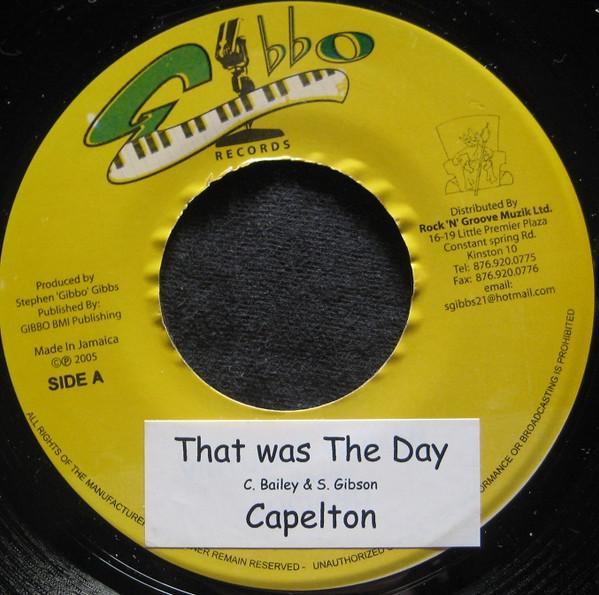 Gibbo
RECORDS
Distributed By
Rock 'N' Groove Muzik Ltd.
16-19 Little Premier Plaza
Constant spring Rd.
Kinston 10
Tel: 876.920.0775
Fax: 876.920.0776
email:
sgibbs21@hotmail.com
Produced by
Stephen 'Gibbo' Gibbs
Published By:
GIBBO BMI Publishing
Made In Jamaica
©℗ 2005
SIDE A
That was The Day
C. Bailey & S. Gibson
Capelton
ALL RIGHTS OF THE MANUFACTURER NER REMAIN RESERVED - UNAUTHORIZED ORMANCE OR BROADCASTING IS PROHIBITED